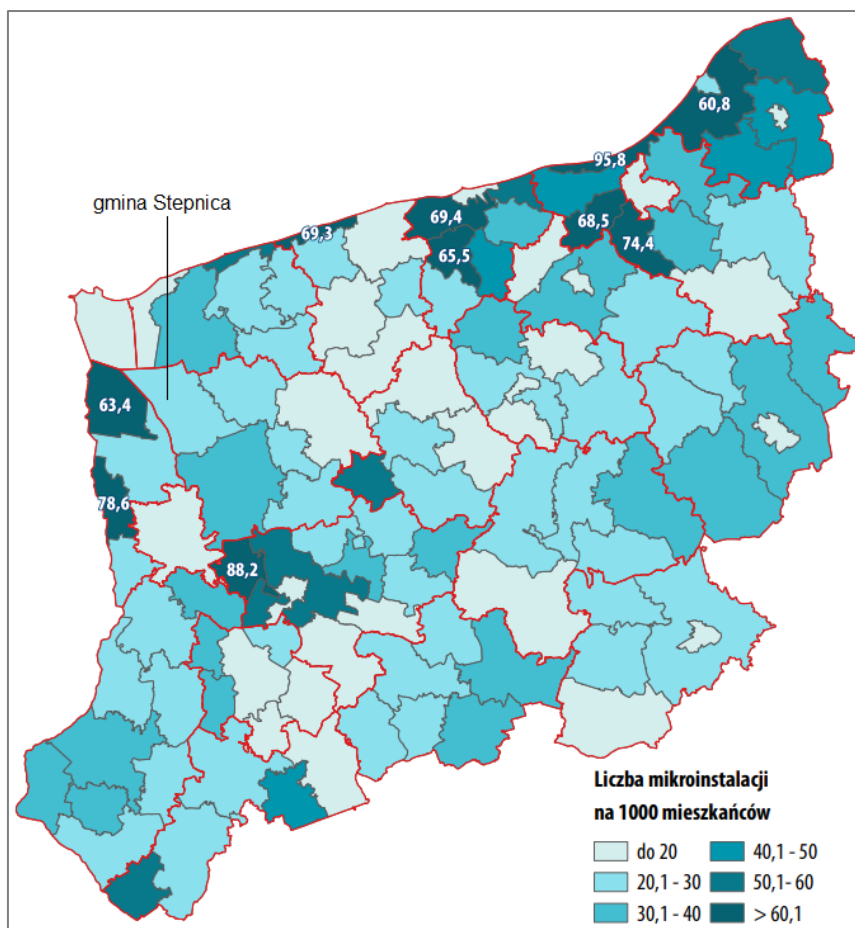 60,8
95,8
gmina Stepnica
69,4
68,5
69,3
74,4
65,5
63,4
78,6
88,2
Liczba mikroinstalacji
na 1000 mieszkańców
do 20
40,1 - 50
20,1 - 30
50,1- 60
30,1 - 40
> 60,1